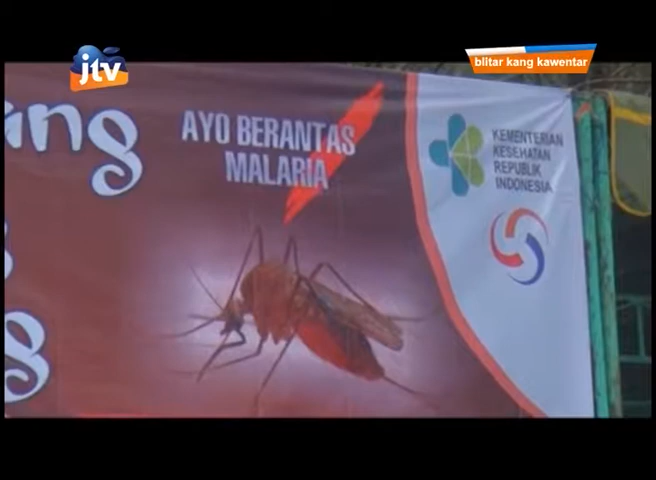 jtv
blitar kang kawentar
AYO BERANTAS
MALARIA
KEMENTERIAN
KESEHATAN
REPUBLIK
INDONESIA